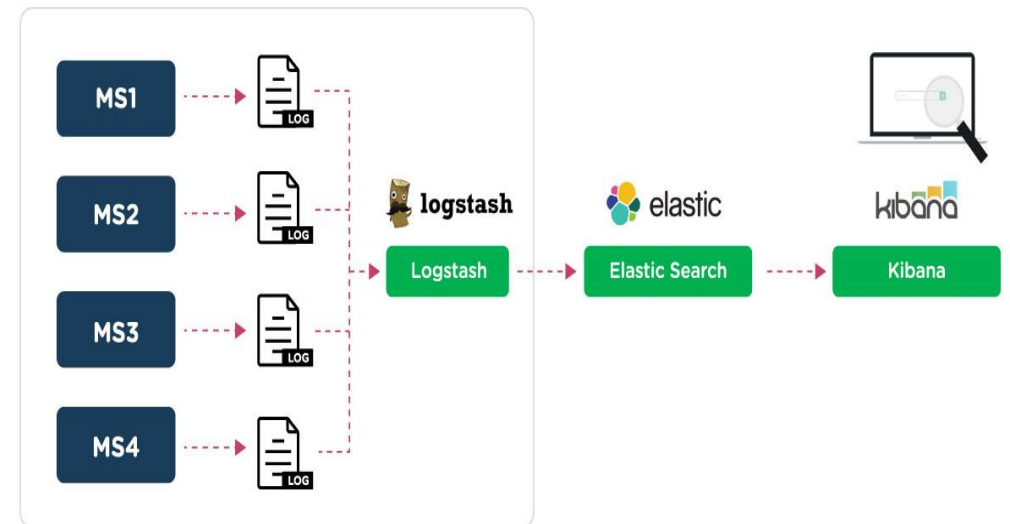 MS1
LOG
MS2
LOG
MS3
LOG
MS4
LOG
logstash
Logstash
elastic
Elastic Search
kibana
Kibana